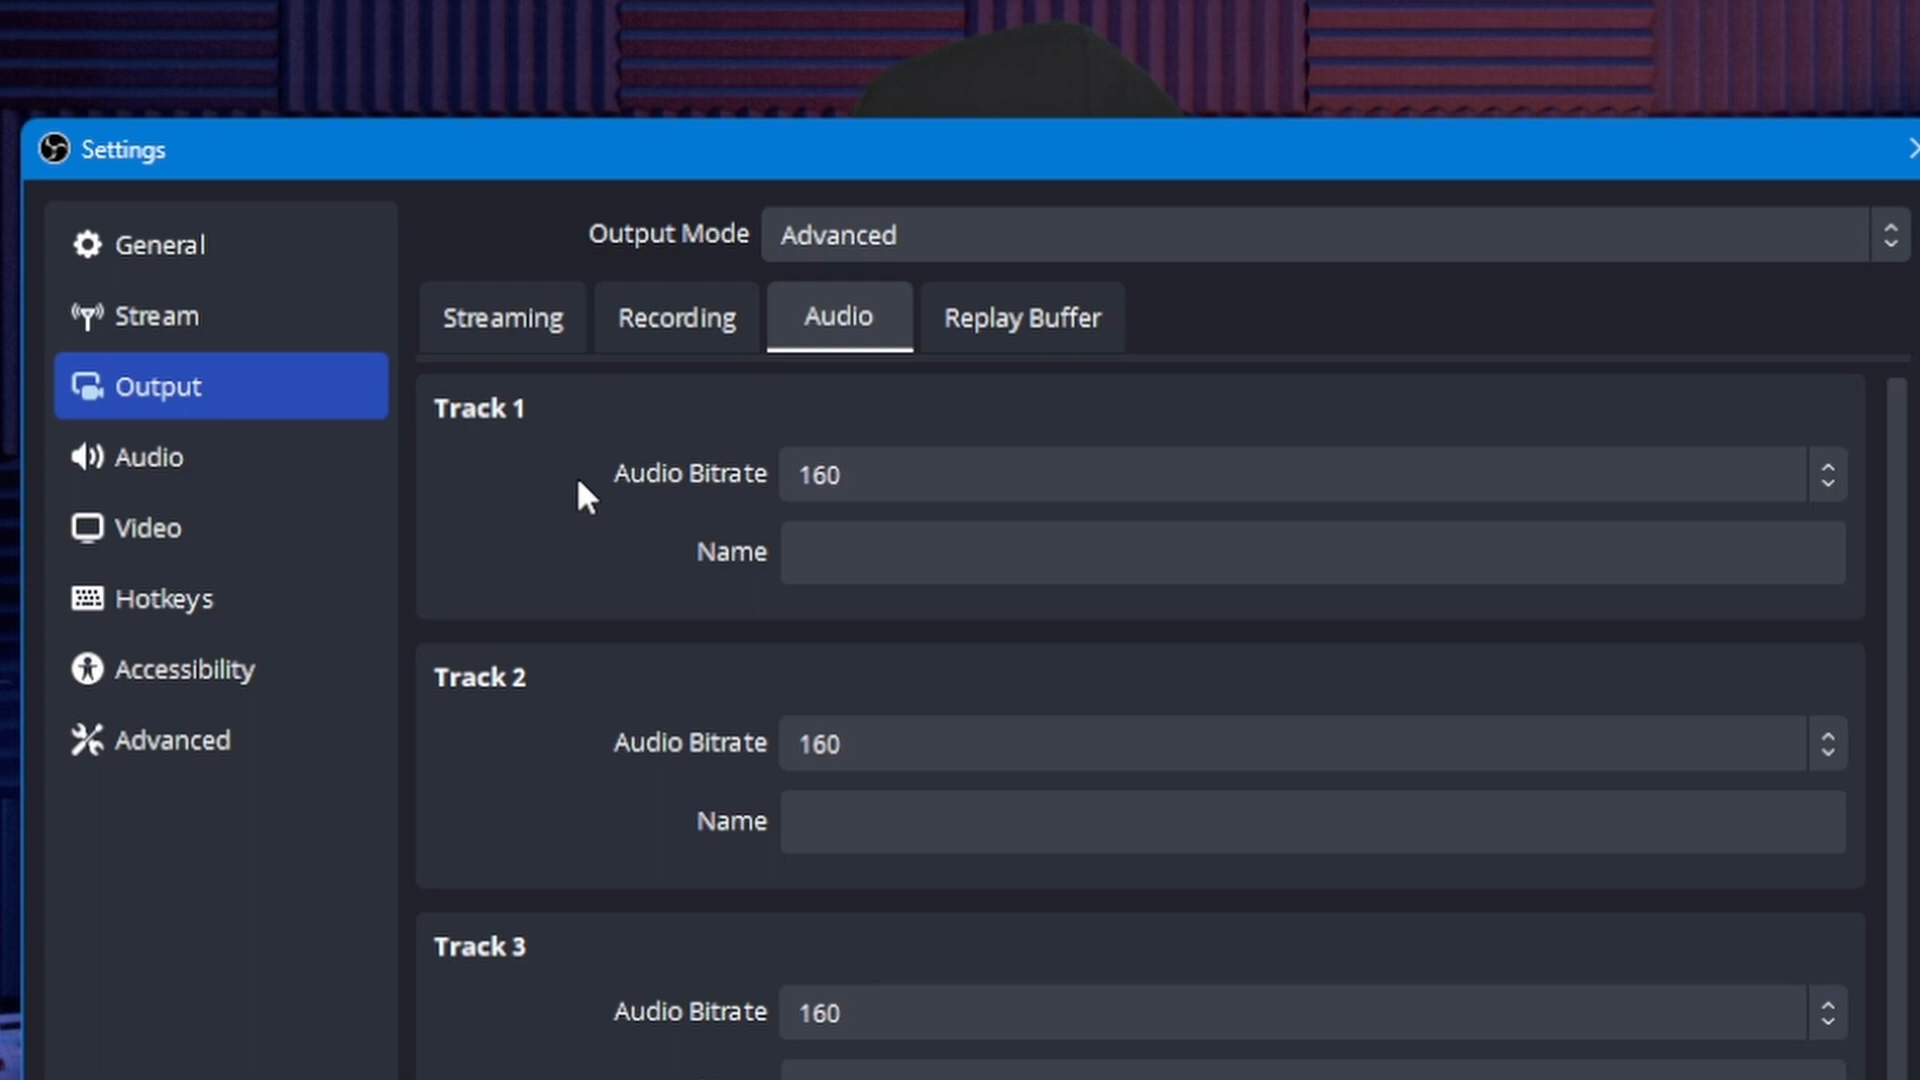 Settings
General
Stream
Output
Audio
Video
Hotkeys
Accessibility
Advanced
Output Mode Advanced
Streaming Recording Audio Replay Buffer
Track 1
Audio Bitrate 160
Name
Track 2
Audio Bitrate 160
Name
Track 3
Audio Bitrate 160